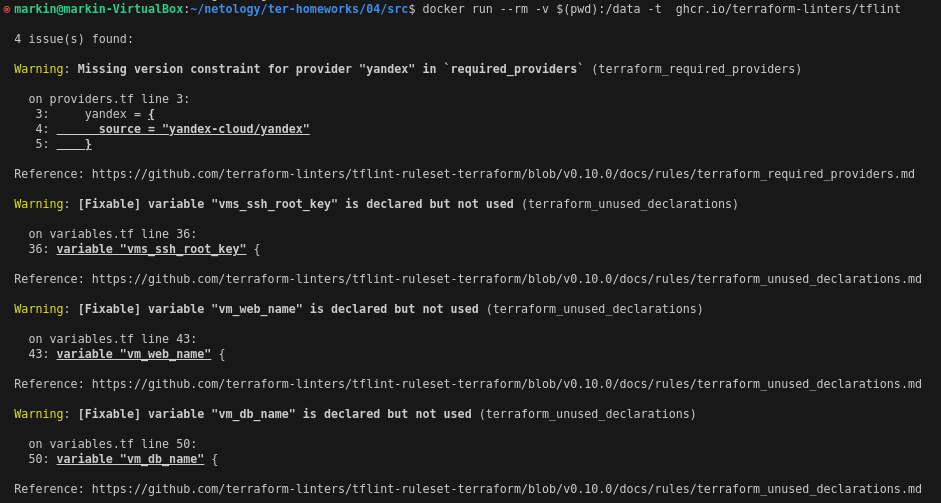 markin@markin-VirtualBox:~/netology/ter-homeworks/04/src$ docker run --rm -v $(pwd):/data -t  ghcr.io/terraform-linters/tflint
4 issue(s) found:
Warning: Missing version constraint for provider "yandex" in `required_providers` (terraform_required_providers)
  on providers.tf line 3:
   3:     yandex = {
   4:       source = "yandex-cloud/yandex"
   5:     }
Reference: https://github.com/terraform-linters/tflint-ruleset-terraform/blob/v0.10.0/docs/rules/terraform_required_providers.md
Warning: [Fixable] variable "vms_ssh_root_key" is declared but not used (terraform_unused_declarations)
  on variables.tf line 36:
  36: variable "vms_ssh_root_key" {
Reference: https://github.com/terraform-linters/tflint-ruleset-terraform/blob/v0.10.0/docs/rules/terraform_unused_declarations.md
Warning: [Fixable] variable "vm_web_name" is declared but not used (terraform_unused_declarations)
  on variables.tf line 43:
  43: variable "vm_web_name" {
Reference: https://github.com/terraform-linters/tflint-ruleset-terraform/blob/v0.10.0/docs/rules/terraform_unused_declarations.md
Warning: [Fixable] variable "vm_db_name" is declared but not used (terraform_unused_declarations)
  on variables.tf line 50:
  50: variable "vm_db_name" {
Reference: https://github.com/terraform-linters/tflint-ruleset-terraform/blob/v0.10.0/docs/rules/terraform_unused_declarations.md